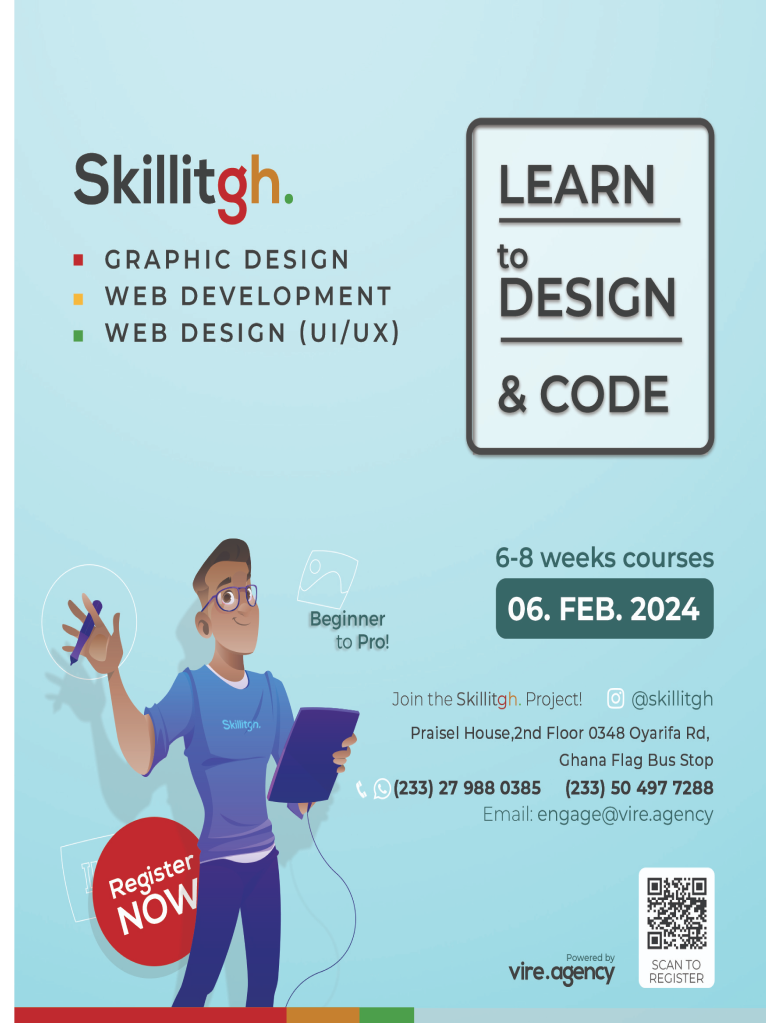 Skillitgh.
GRAPHIC DESIGN
WEB DEVELOPMENT
WEB DESIGN (UI/UX)
LEARN
to
DESIGN
& CODE
6-8 weeks courses
06. FEB. 2024
Beginner
to Pro!
Join the Skillitgh. Project! @skillitgh
Praisel House,2nd Floor 0348 Oyarifa Rd,
Ghana Flag Bus Stop
(233) 27 988 0385 (233) 50 497 7288
Email: engage@vire.agency
Skillitgh.
Register
NOW
Powered by
vire.agency
SCAN TO
REGISTER